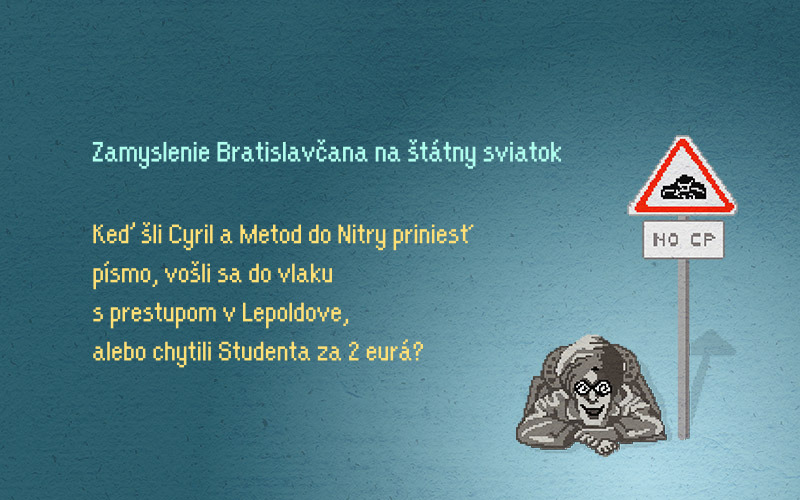 Zamyslenie Bratislavčana na štátny sviatok
Keď šli Cyril a Metod do Nitry priniesť
písmo, vošli sa do vlaku
s prestupom v Lepoldove,
alebo chytili Studenta za 2 eurá?
NO CP